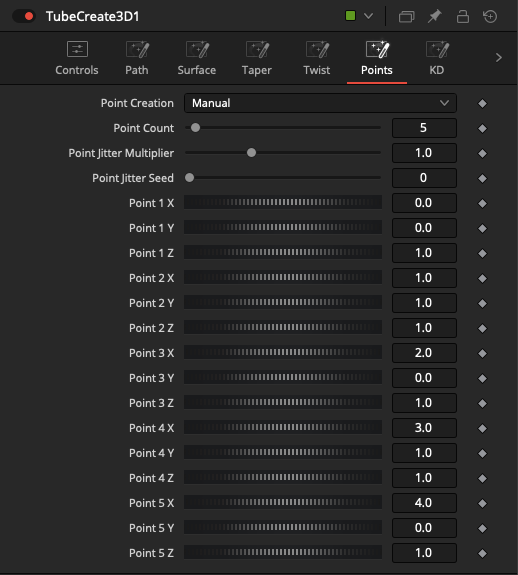 TubeCreate3D1
Controls Path Surface Taper Twist Points KD
Point Creation Manual
Point Count 5
Point Jitter Multiplier 1.0
Point Jitter Seed 0
Point 1 X 0.0
Point 1 Y 0.0
Point 1 Z 1.0
Point 2 X 1.0
Point 2 Y 1.0
Point 2 Z 1.0
Point 3 X 2.0
Point 3 Y 0.0
Point 3 Z 1.0
Point 4 X 3.0
Point 4 Y 1.0
Point 4 Z 1.0
Point 5 X 4.0
Point 5 Y 0.0
Point 5 Z 1.0